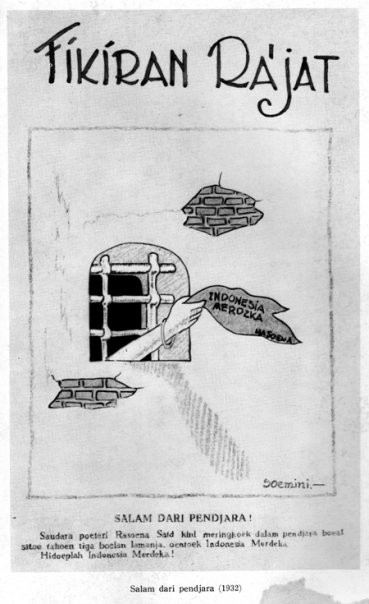 FIKIRAN RA'JAT
INDONESIA
MERDEKA
RASOENA
Soemini.—
SALAM DARI PENDJARA!
Saudara poeteri Rasoena Said kini meringkoek dalam pendjara boeat
satoe tahoen tiga boelan lamanja, oentoek Indonesia Merdeka
Hidoeplah Indonesia Merdeka!
Salam dari pendjara (1932)